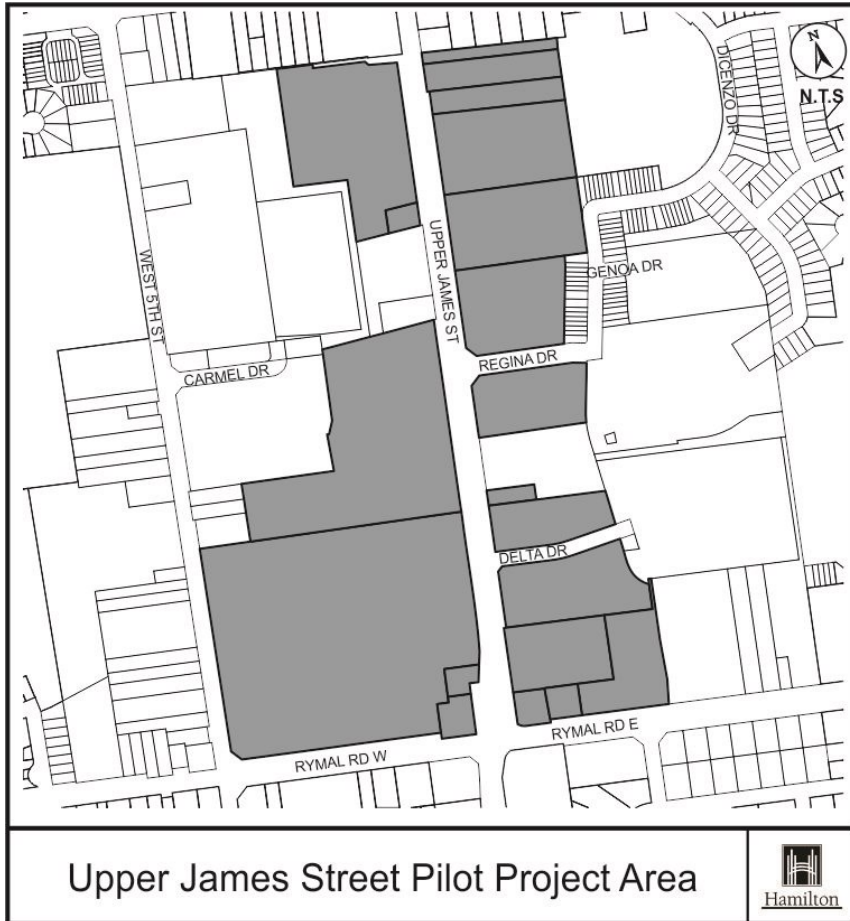 N
N.T.S
DICENZO DR
WEST 5TH ST
UPPER JAMES ST
GENOA DR
REGINA DR
CARMEL DR
DELTA DR
RYMAL RD E
RYMAL RD W
Upper James Street Pilot Project Area
Hamilton